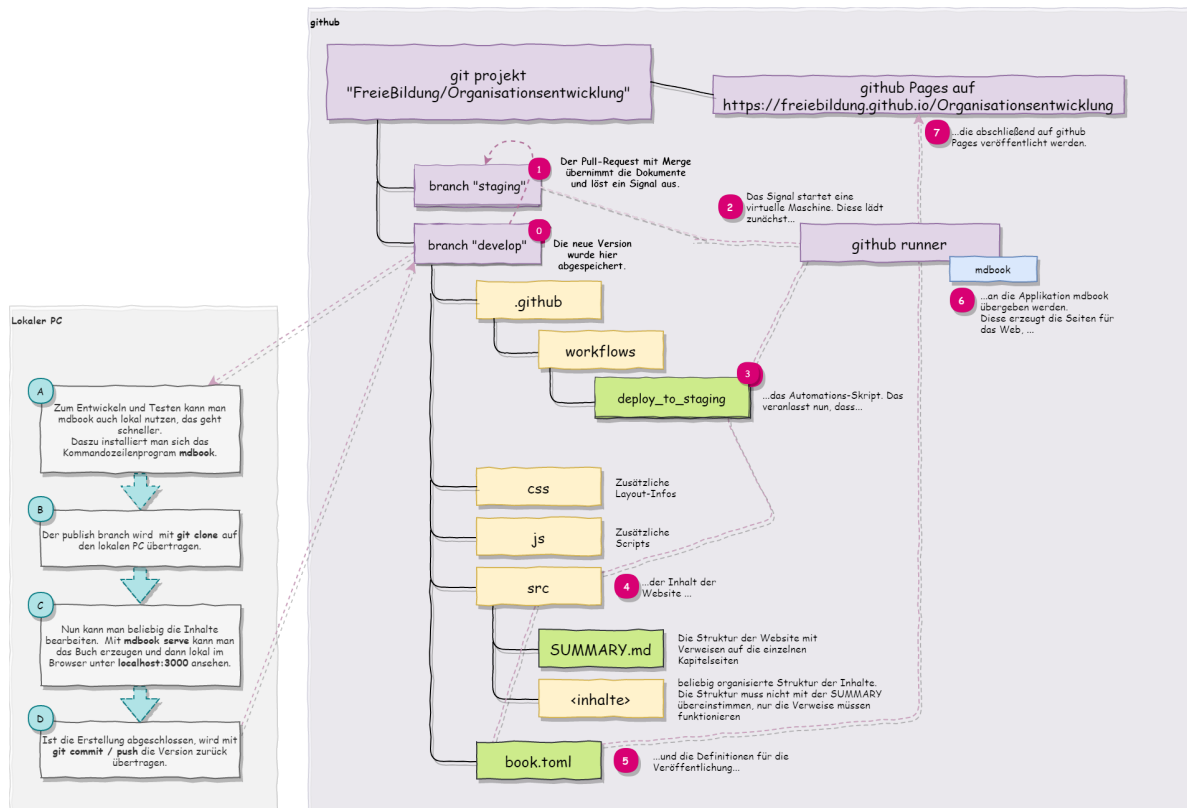 github
git projekt
"FreieBildung/Organisationsentwicklung"
github Pages auf
https://freiebildung.github.io/Organisationsentwicklung
7
...die abschließend auf github
Pages veröffentlicht werden.
branch "staging"
1
Der Pull-Request mit Merge
übernimmt die Dokumente
und löst ein Signal aus.
2
Das Signal startet eine
virtuelle Maschine. Diese lädt
zunächst...
branch "develop"
0
Die neue Version
wurde hier
abgespeichert.
github runner
mdbook
6
...an die Applikation mdbook
übergeben werden.
Diese erzeugt die Seiten für
das Web, ...
.github
workflows
deploy_to_staging
3
...das Automations-Skript. Das
veranlasst nun, dass...
css
Zusätzliche
Layout-Infos
js
Zusätzliche
Scripts
src
4
...der Inhalt der
Website ...
SUMMARY.md
Die Struktur der Website mit
Verweisen auf die einzelnen
Kapitelseiten
<inhalte>
beliebig organisierte Struktur der Inhalte.
Die Struktur muss nicht mit der SUMMARY
übereinstimmen, nur die Verweise müssen
funktionieren
book.toml
5
...und die Definitionen für die
Veröffentlichung...
Lokaler PC
A
Zum Entwickeln und Testen kann man
mdbook auch lokal nutzen, das geht
schneller.
Daszu installiert man sich das
Kommandozeilenprogram mdbook.
B
Der publish branch wird mit git clone auf
den lokalen PC übertragen.
C
Nun kann man beliebig die Inhalte
bearbeiten. Mit mdbook serve kann man
das Buch erzeugen und dann lokal im
Browser unter localhost:3000 ansehen.
D
Ist die Erstellung abgeschlossen, wird mit
git commit / push die Version zurück
übertragen.